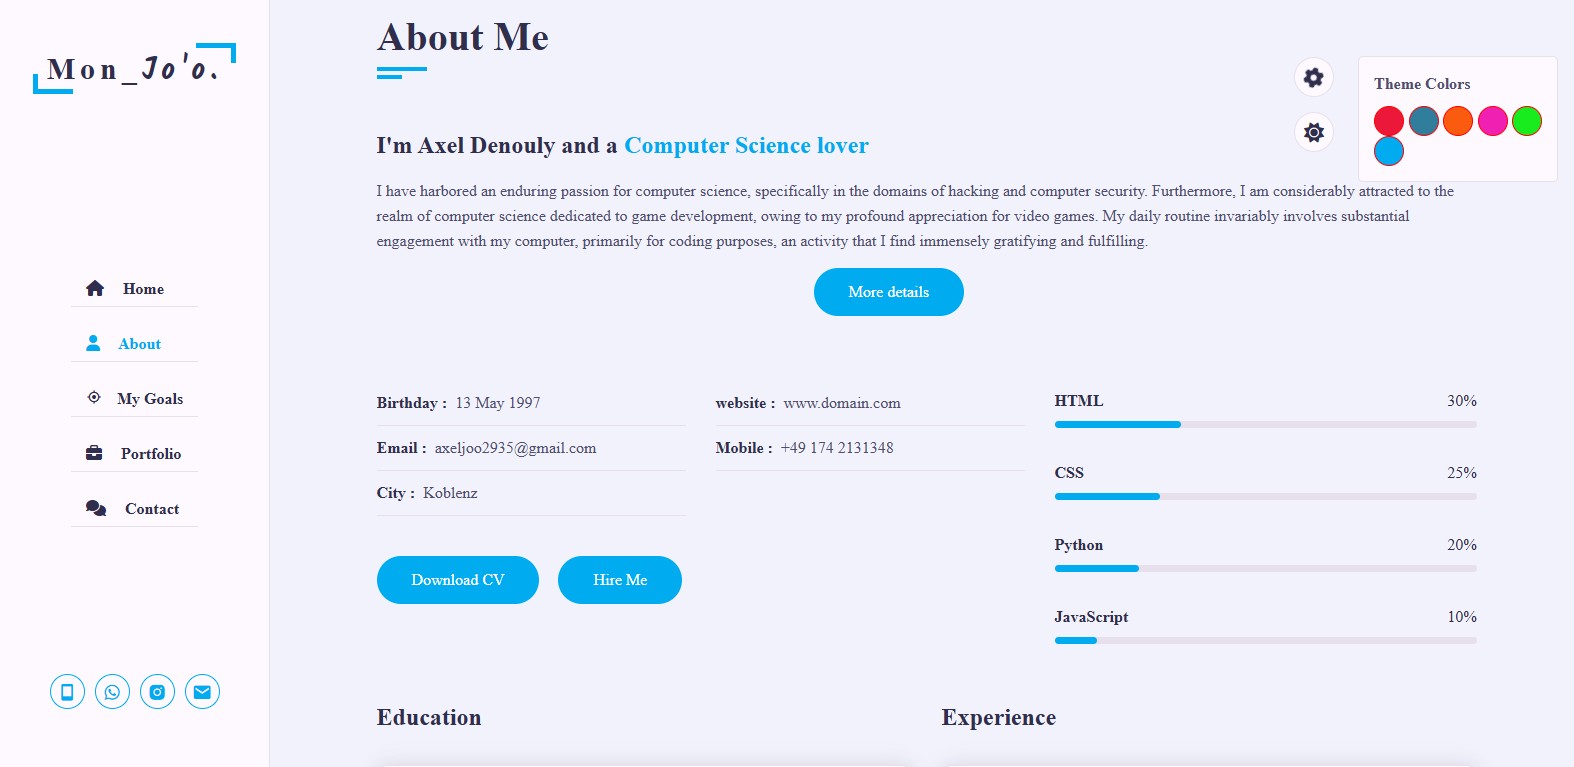 Mon_Jo'o.
Home
About
My Goals
Portfolio
Contact
About Me
Theme Colors
I'm Axel Denouly and a Computer Science lover
I have harbored an enduring passion for computer science, specifically in the domains of hacking and computer security. Furthermore, I am considerably attracted to the
realm of computer science dedicated to game development, owing to my profound appreciation for video games. My daily routine invariably involves substantial
engagement with my computer, primarily for coding purposes, an activity that I find immensely gratifying and fulfilling.
More details
Birthday : 13 May 1997
website : www.domain.com
Email : axeljoo2935@gmail.com
Mobile : +49 174 2131348
City : Koblenz
Download CV
Hire Me
HTML 30%
CSS 25%
Python 20%
JavaScript 10%
Education
Experience